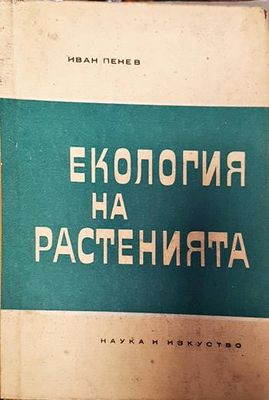 ИВАН ПЕНЕВ
ЕКОЛОГИЯ
НА
РАСТЕНИЯТА
НАУКА И ИЗКУСТВО